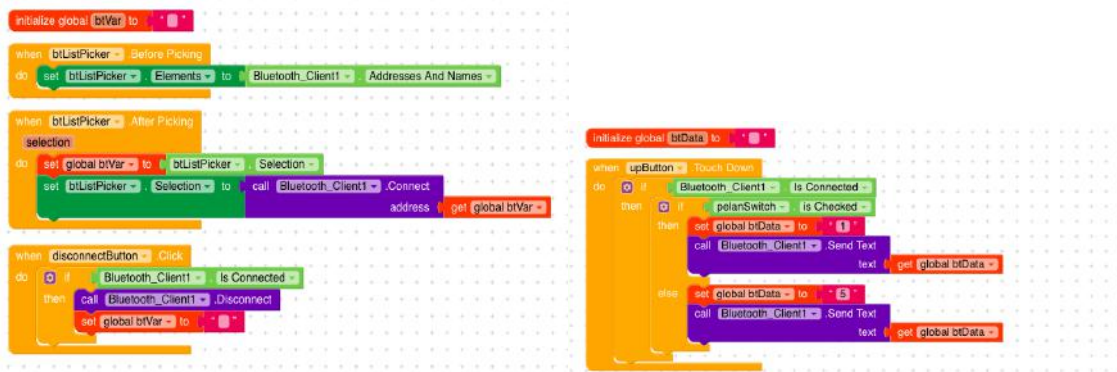 initialize global btVar to " "
when btListPicker .Before Picking
do set btListPicker . Elements to Bluetooth_Client1 . Addresses And Names
when btListPicker .After Picking
selection
do set global btVar to btListPicker . Selection
set btListPicker . Selection to call Bluetooth_Client1 .Connect
address get global btVar
when disconnectButton .Click
do if Bluetooth_Client1 . Is Connected
then call Bluetooth_Client1 .Disconnect
set global btVar to " "
initialize global btData to " "
when upButton .Touch Down
do if Bluetooth_Client1 . Is Connected
then if pelanSwitch . is Checked
then set global btData to "1"
call Bluetooth_Client1 .Send Text
text get global btData
else set global btData to "5"
call Bluetooth_Client1 .Send Text
text get global btData